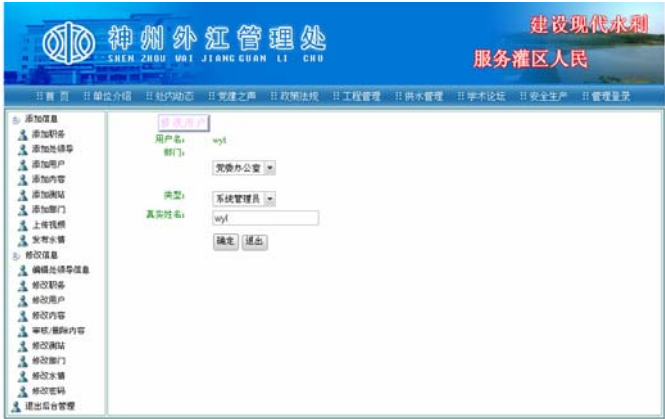 神州外江管理处
SHEN ZHOU WAI JIANG GUAN LI CHU
建设现代水利
服务灌区人民
首 页 单位介绍 处内动态 党建之声 政策法规 工程管理 供水管理 学术论坛 安全生产 管理登录
添加信息
添加职务
添加处领导
添加用户
添加内容
添加测站
添加部门
上传视频
发布水情
修改信息
编辑处领导信息
修改职务
修改用户
修改内容
审核/删除内容
修改测站
修改部门
修改水情
修改密码
退出后台管理
修改用户
用户名: wyl
部门:
党委办公室
类型: 系统管理员
真实姓名: wyl
确定 退出